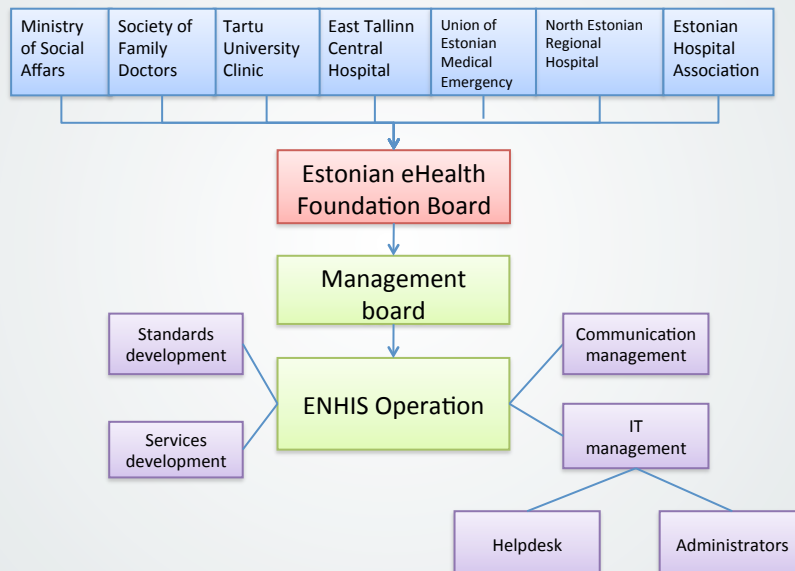 Ministry
of Social
Affars
Society of
Family
Doctors
Tartu
University
Clinic
East Tallinn
Central
Hospital
Union of
Estonian
Medical
Emergency
North Estonian
Regional
Hospital
Estonian
Hospital
Association
Estonian eHealth
Foundation Board
Management
board
Standards
development
Communication
management
ENHIS Operation
Services
development
IT
management
Helpdesk
Administrators